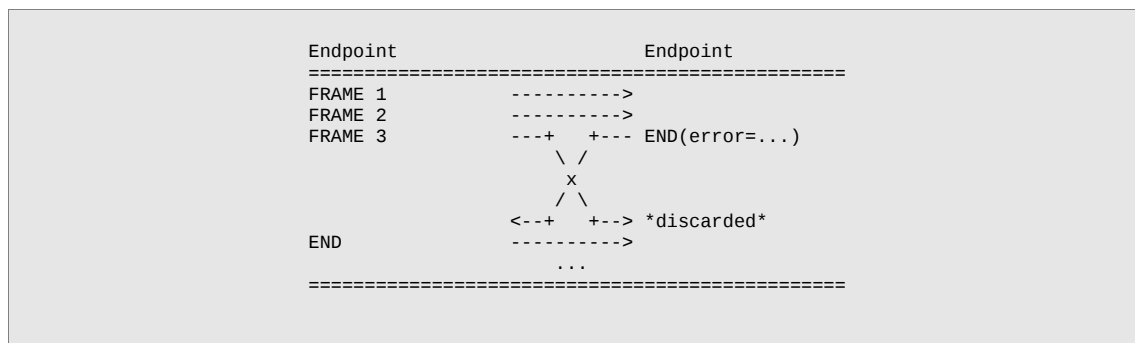 Endpoint                      Endpoint
================================================
FRAME 1           ---------->
FRAME 2           ---------->
FRAME 3           ---+   +--- END(error=...)
                      \ /
                       x
                      / \
                  <--+   +--> *discarded*
END               ---------->
                      ...
================================================